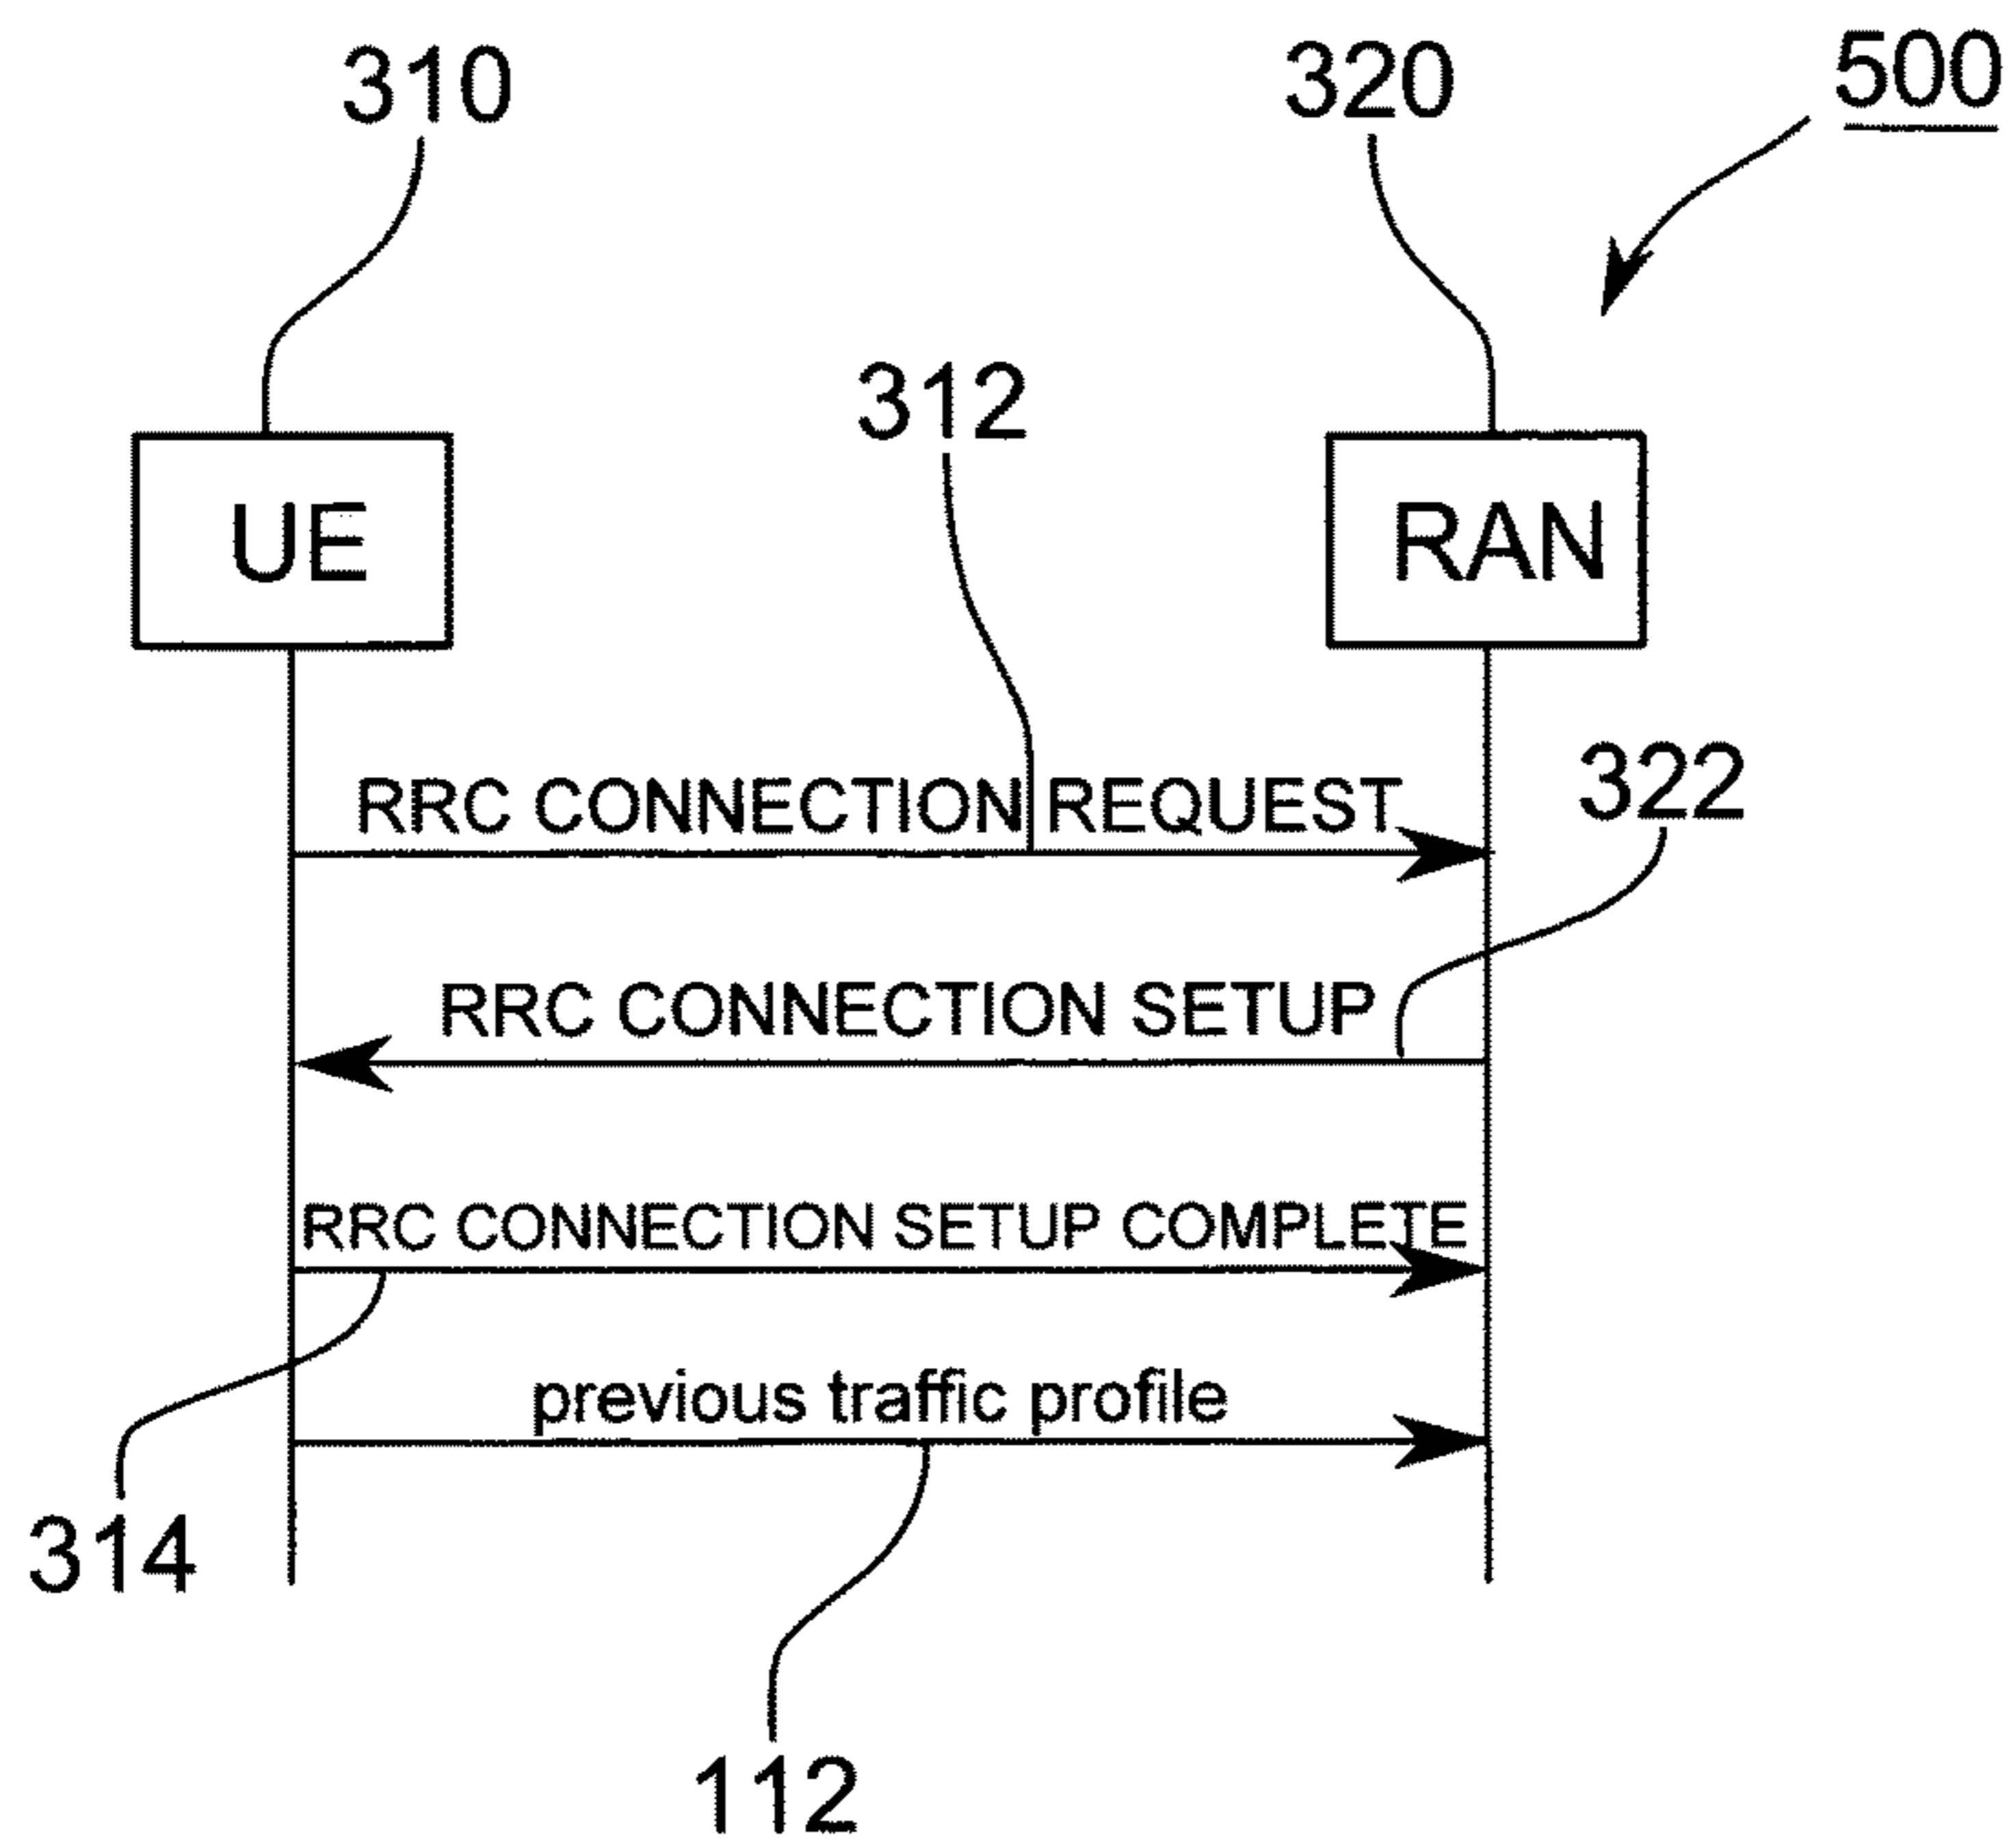 310
320
500
312
UE
RAN
322
RRC CONNECTION REQUEST
RRC CONNECTION SETUP
RRC CONNECTION SETUP COMPLETE
previous traffic profile
314
112